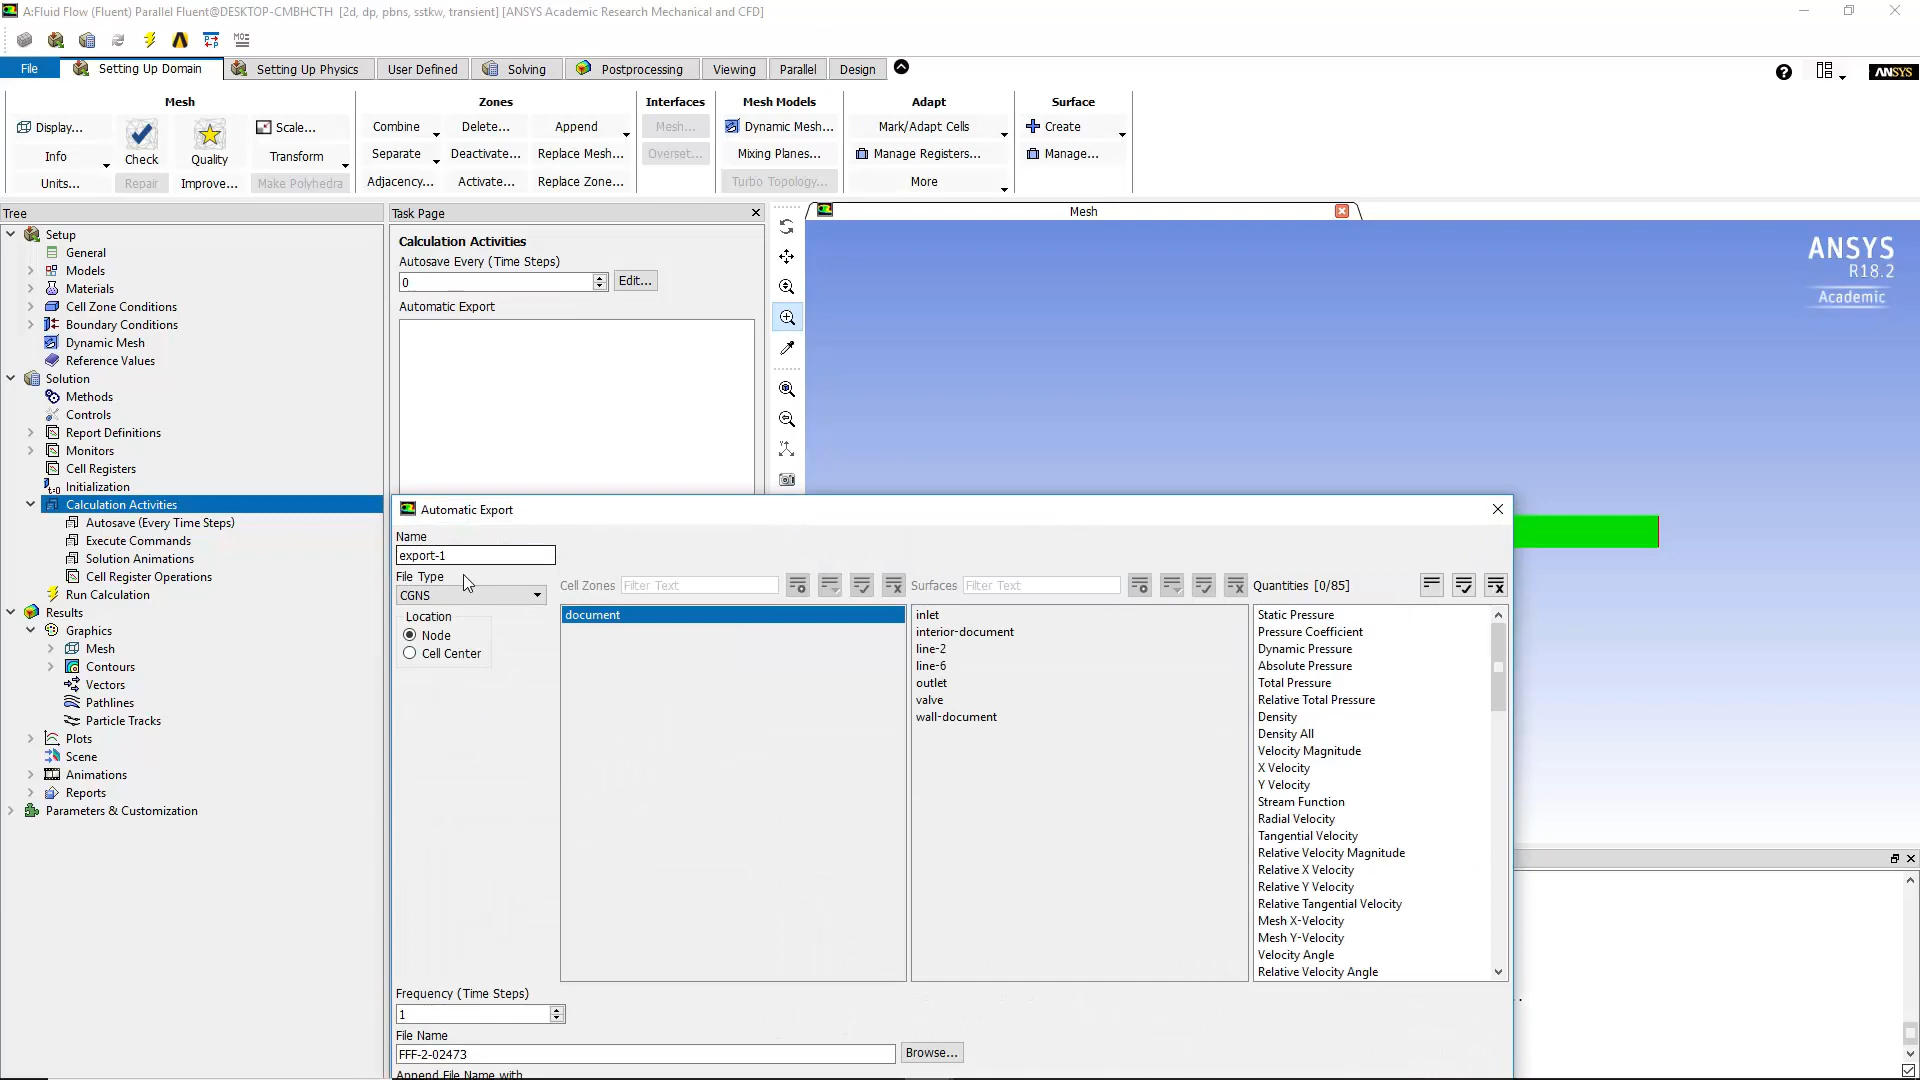 A:Fluid Flow (Fluent) Parallel Fluent@DESKTOP-CMBHCTH [2d, dp, pbns, sstkw, transient] [ANSYS Academic Research Mechanical and CFD]
File
Setting Up Domain
Setting Up Physics
User Defined
Solving
Postprocessing
Viewing
Parallel
Design
ANSYS
Mesh
Display...
Info
Units...
Check
Repair
Quality
Improve...
Scale...
Transform
Make Polyhedra
Zones
Combine
Separate
Adjacency...
Delete...
Deactivate...
Activate...
Append
Replace Mesh...
Replace Zone...
Interfaces
Mesh...
Overset...
Mesh Models
Dynamic Mesh...
Mixing Planes...
Turbo Topology...
Adapt
Mark/Adapt Cells
Manage Registers...
More
Surface
Create
Manage...
Tree
Setup
General
Models
Materials
Cell Zone Conditions
Boundary Conditions
Dynamic Mesh
Reference Values
Solution
Methods
Controls
Report Definitions
Monitors
Cell Registers
Initialization
Calculation Activities
Autosave (Every Time Steps)
Execute Commands
Solution Animations
Cell Register Operations
Run Calculation
Results
Graphics
Mesh
Contours
Vectors
Pathlines
Particle Tracks
Plots
Scene
Animations
Reports
Parameters & Customization
Task Page
Calculation Activities
Autosave Every (Time Steps)
0
Edit...
Automatic Export
Mesh
ANSYS
R18.2
Academic
Automatic Export
Name
export-1
File Type
CGNS
Location
Node
Cell Center
Cell Zones Filter Text
document
Surfaces Filter Text
inlet
interior-document
line-2
line-6
outlet
valve
wall-document
Quantities [0/85]
Static Pressure
Pressure Coefficient
Dynamic Pressure
Absolute Pressure
Total Pressure
Relative Total Pressure
Density
Density All
Velocity Magnitude
X Velocity
Y Velocity
Stream Function
Radial Velocity
Tangential Velocity
Relative Velocity Magnitude
Relative X Velocity
Relative Y Velocity
Relative Tangential Velocity
Mesh X-Velocity
Mesh Y-Velocity
Velocity Angle
Relative Velocity Angle
Frequency (Time Steps)
1
File Name
FFF-2-02473
Browse...
Append File Name with